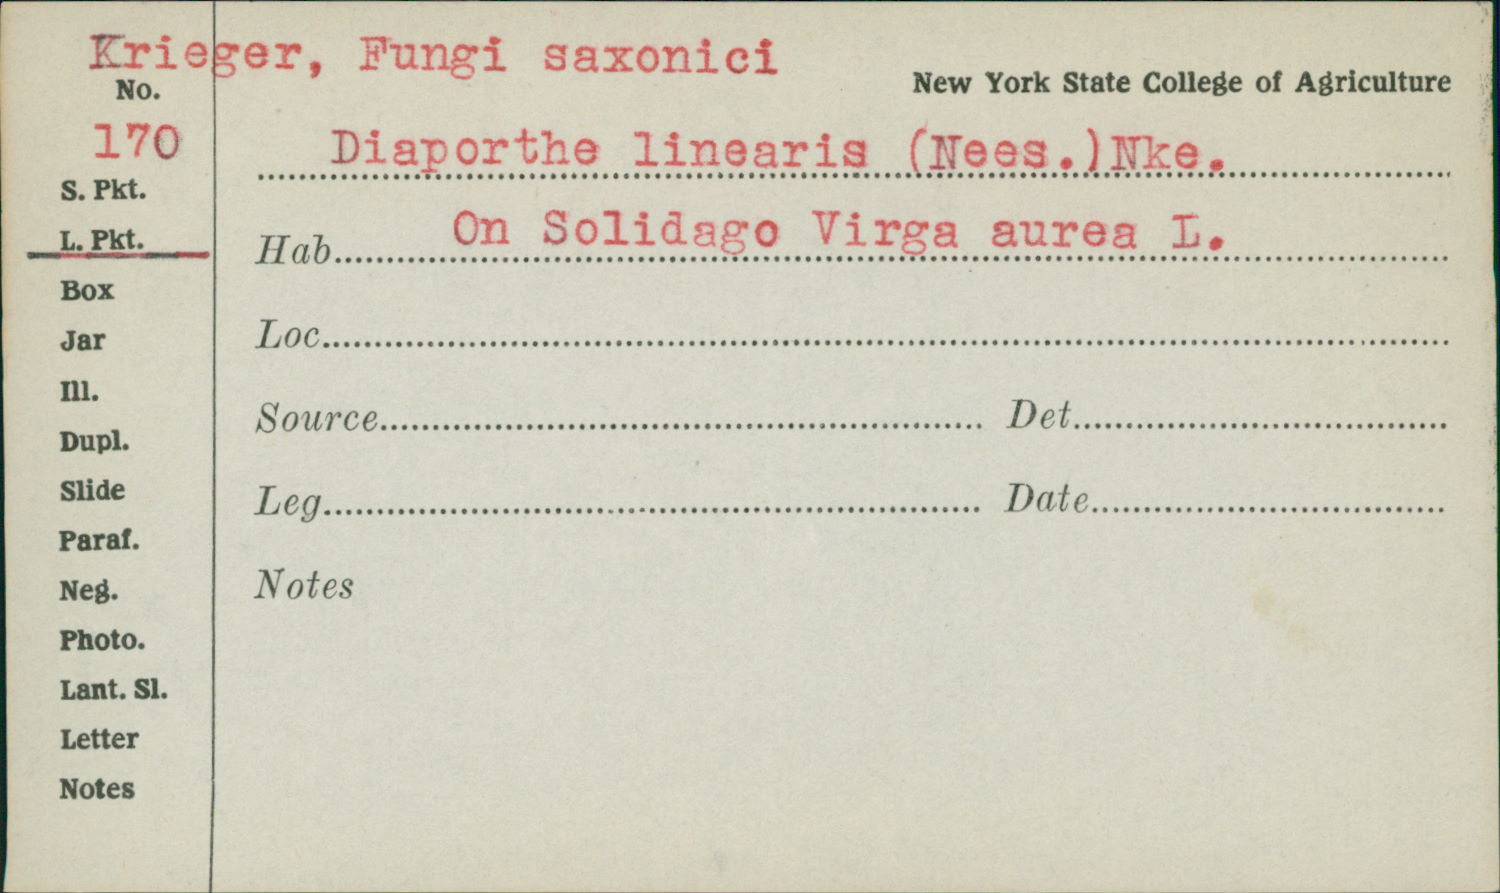 Krieger, Fungi saxonici
New York State College of Agriculture
No.
170
Diaporthe linearis (Nees.)Nke.
S. Pkt.
L. Pkt.
Hab. On Solidago Virga aurea L.
Box
Loc.
Jar
Ill.
Source Det.
Dupl.
Slide
Leg. Date
Paraf.
Neg.
Notes
Photo.
Lant. Sl.
Letter
Notes